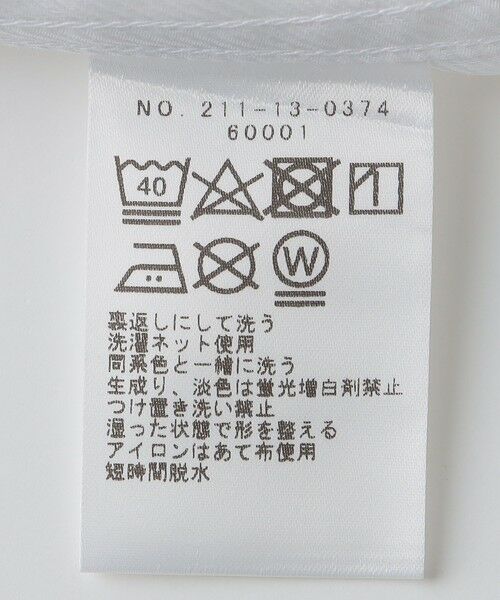 NO. 211-13-0374
60001
40
W
裏返しにして洗う
洗濯ネット使用
同系色と一緒に洗う
生成り、淡色は蛍光増白剤禁止
つけ置き洗い禁止
湿った状態で形を整える
アイロンはあて布使用
短時間脱水